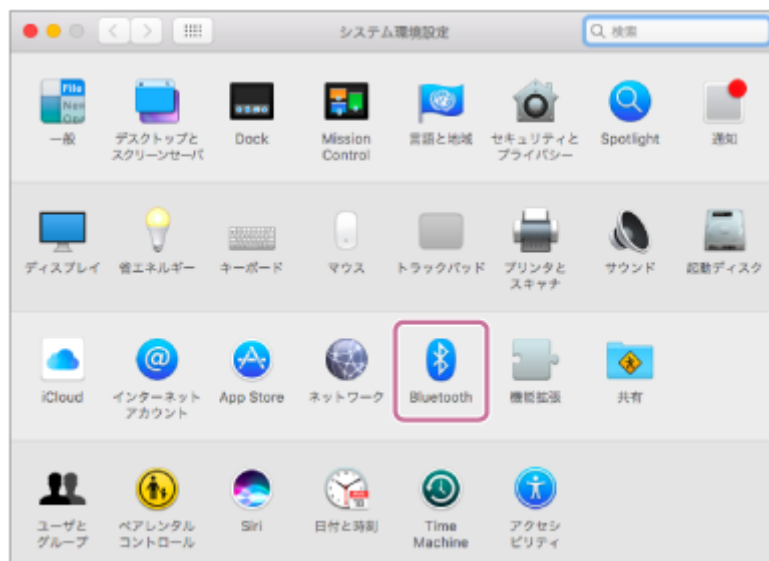 システム環境設定
検索
一般
デスクトップと
スクリーンセーバ
Dock
Mission
Control
言語と地域
セキュリティと
プライバシー
Spotlight
通知
ディスプレイ
省エネルギー
キーボード
マウス
トラックパッド
プリンタと
スキャナ
サウンド
起動ディスク
iCloud
インターネット
アカウント
App Store
ネットワーク
Bluetooth
機能拡張
共有
ユーザと
グループ
ペアレンタル
コントロール
Siri
日付と時刻
Time
Machine
アクセシ
ビリティ